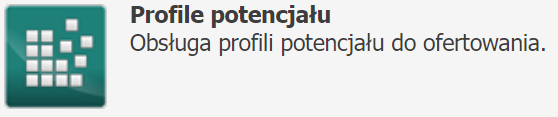 Profile potencjału
Obsługa profili potencjału do ofertowania.